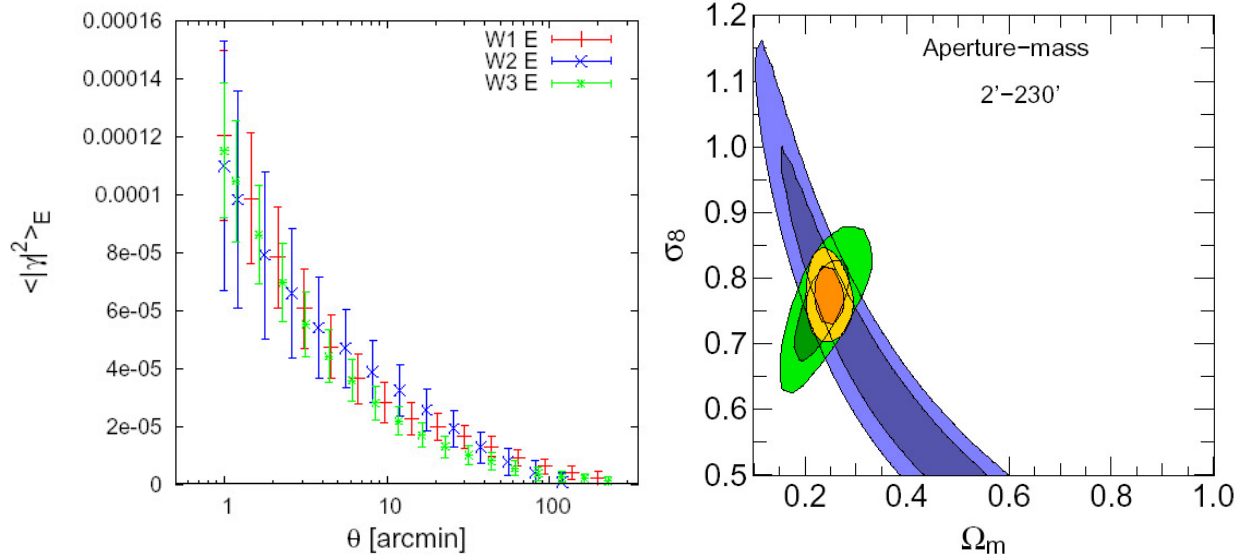 0.00016
0.00014
0.00012
0.0001
8e-05
6e-05
4e-05
2e-05
0
<|γ|²>E
1
10
100
θ [arcmin]
W1 E
W2 E
W3 E
1.2
1.1
1.0
0.9
0.8
0.7
0.6
0.5
σ8
0.2
0.4
0.6
0.8
1.0
Ωm
Aperture−mass
2'−230'